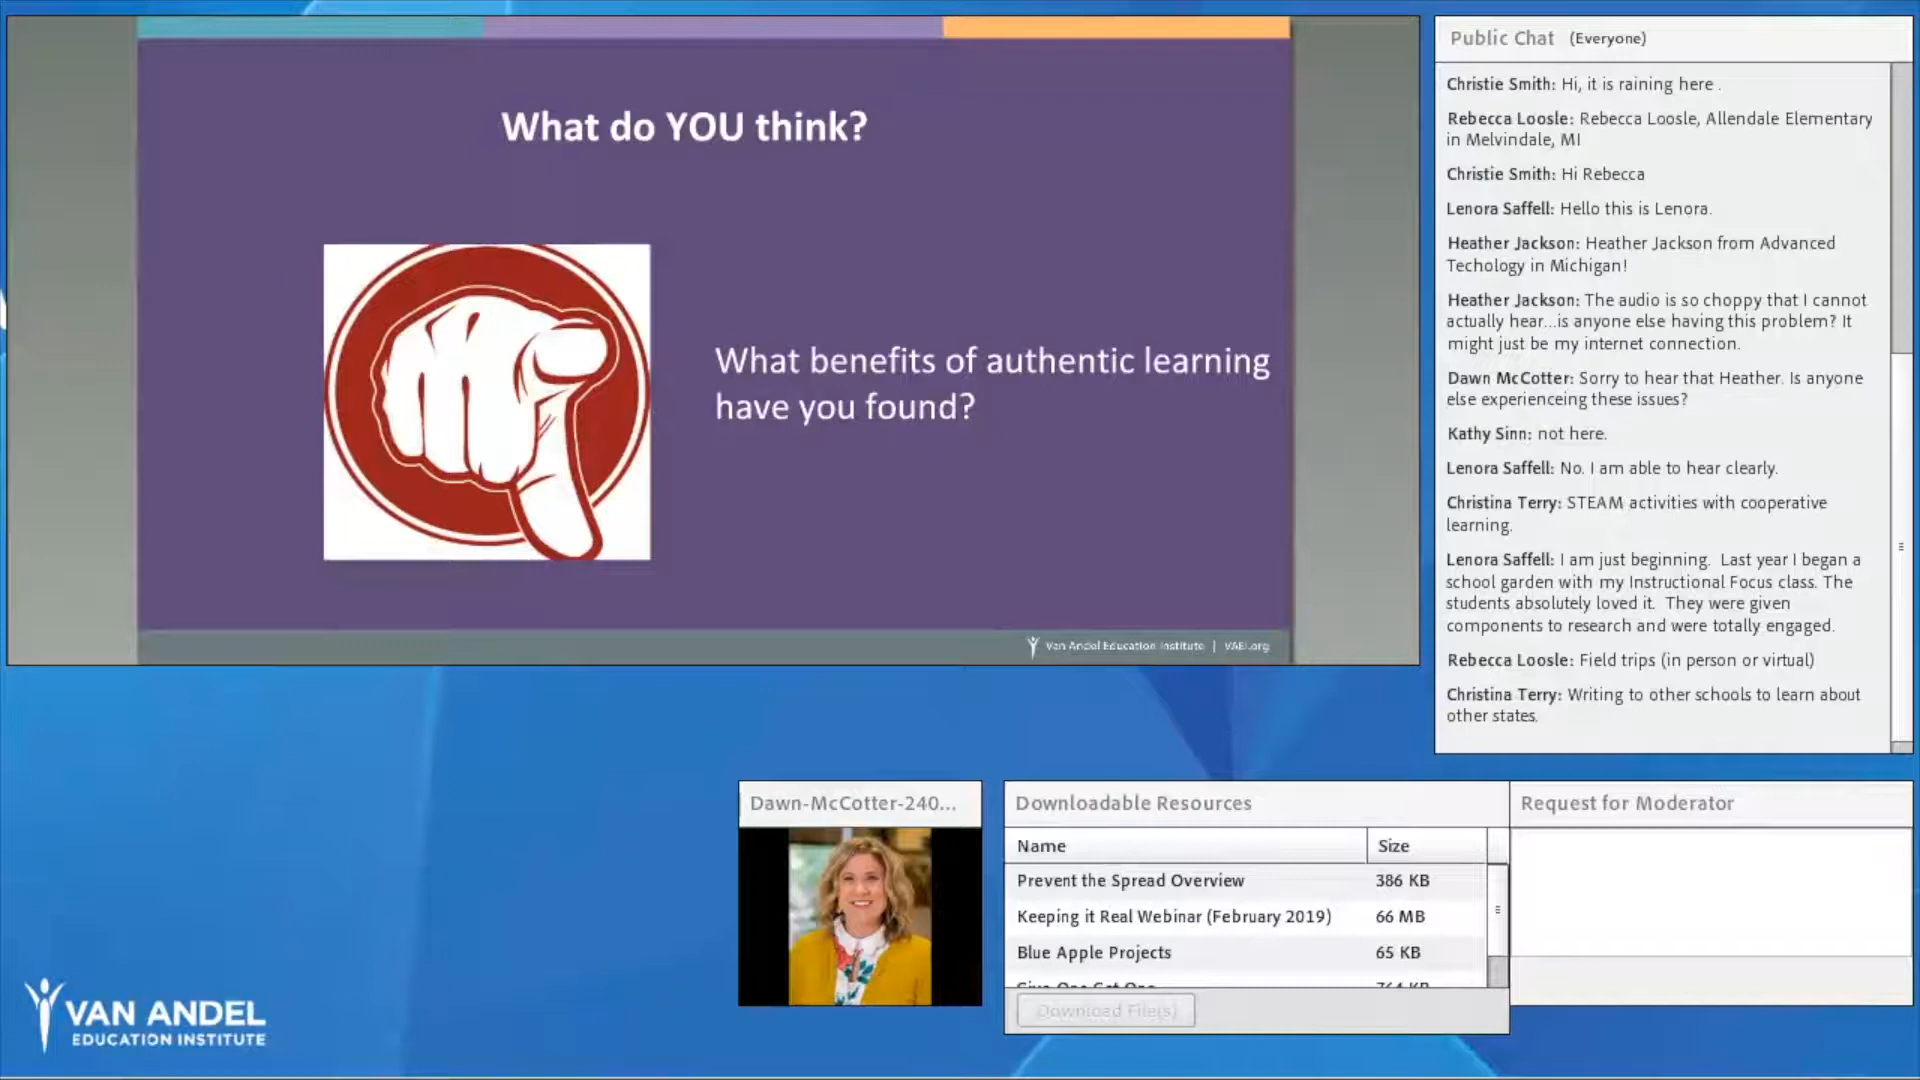 What do YOU think?
What benefits of authentic learning
have you found?
Van Andel Education Institute | VAEI.org
Public Chat (Everyone)
Christie Smith: Hi, it is raining here .
Rebecca Loosle: Rebecca Loosle, Allendale Elementary
in Melvindale, MI
Christie Smith: Hi Rebecca
Lenora Saffell: Hello this is Lenora.
Heather Jackson: Heather Jackson from Advanced
Techology in Michigan!
Heather Jackson: The audio is so choppy that I cannot
actually hear...is anyone else having this problem? It
might just be my internet connection.
Dawn McCotter: Sorry to hear that Heather. Is anyone
else experienceing these issues?
Kathy Sinn: not here.
Lenora Saffell: No. I am able to hear clearly.
Christina Terry: STEAM activities with cooperative
learning.
Lenora Saffell: I am just beginning. Last year I began a
school garden with my Instructional Focus class. The
students absolutely loved it. They were given
components to research and were totally engaged.
Rebecca Loosle: Field trips (in person or virtual)
Christina Terry: Writing to other schools to learn about
other states.
Dawn-McCotter-240...
Downloadable Resources
Name Size
Prevent the Spread Overview 386 KB
Keeping it Real Webinar (February 2019) 66 MB
Blue Apple Projects 65 KB
Give One Get One 764 KB
Download File(s)
Request for Moderator
VAN ANDEL
EDUCATION INSTITUTE